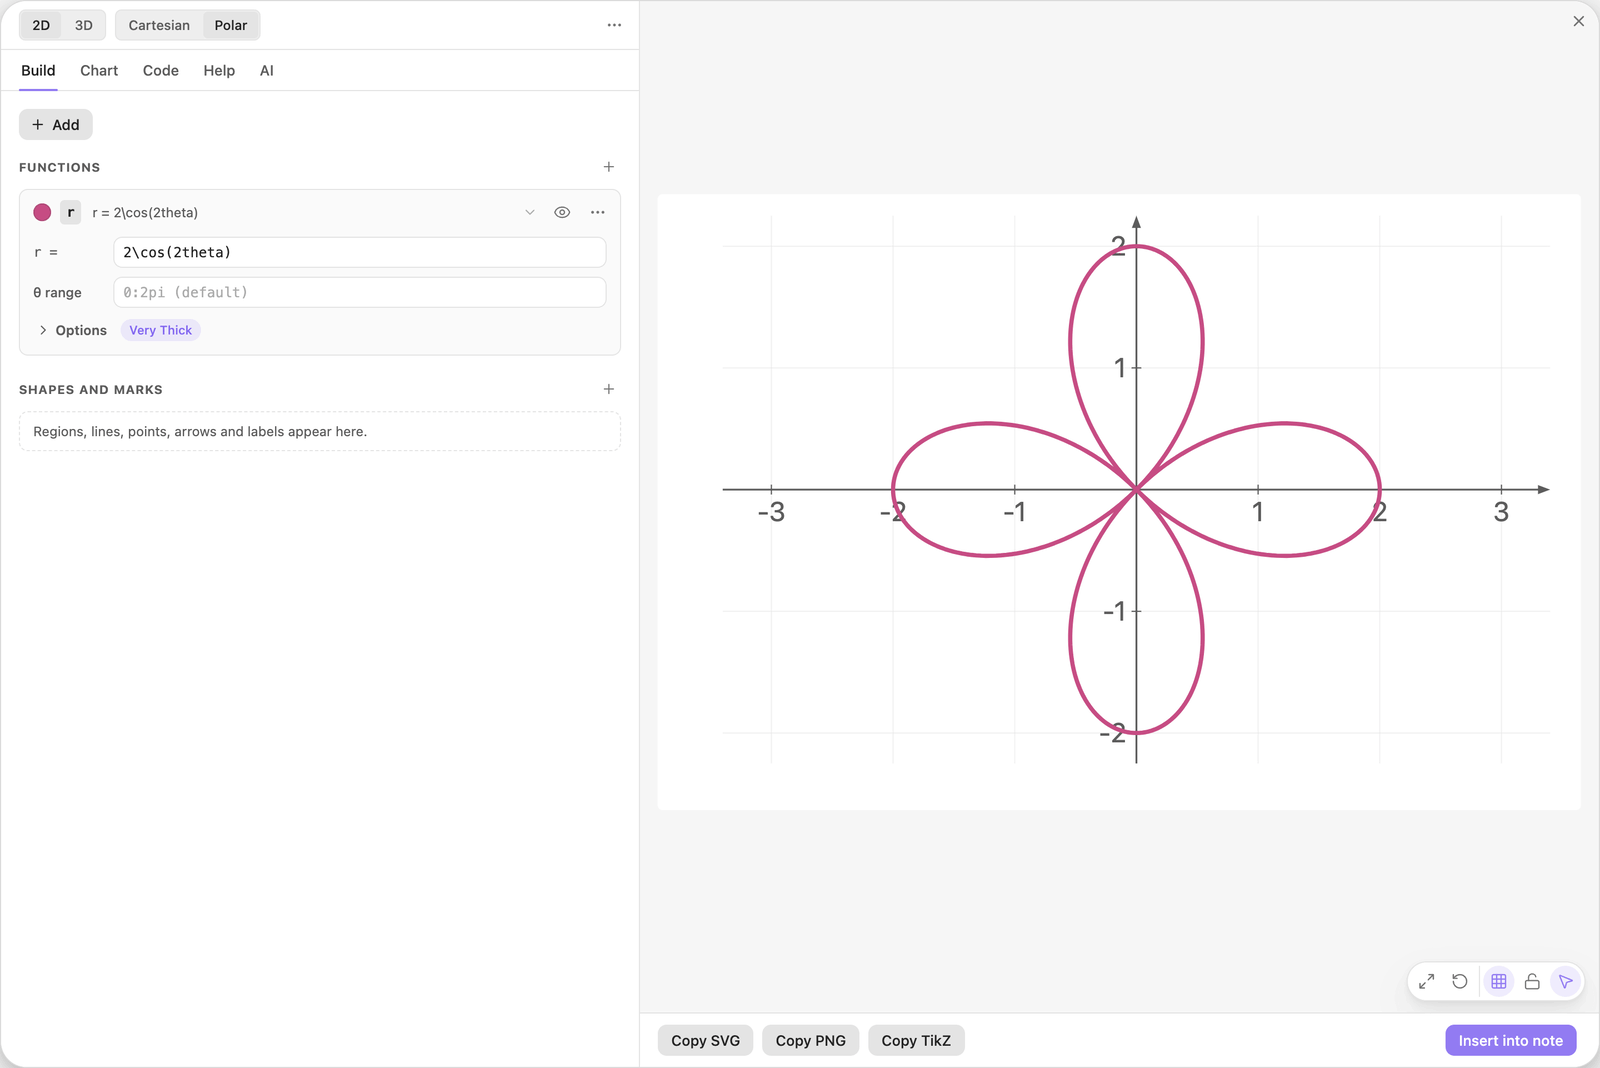 2D 3D Cartesian Polar
Build Chart Code Help AI
+ Add
FUNCTIONS
r r = 2\cos(2theta)
r = 2\cos(2theta)
θ range 0:2pi (default)
Options Very Thick
SHAPES AND MARKS
Regions, lines, points, arrows and labels appear here.
2
1
-3 -2 -1 1 2 3
-1
-2
Copy SVG Copy PNG Copy TikZ Insert into note